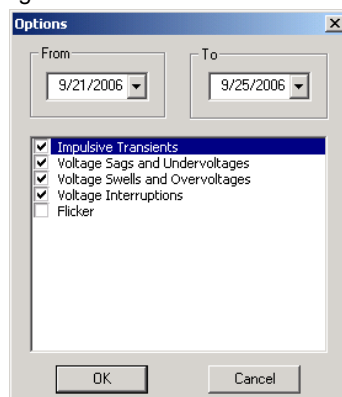 Options
From
To
9/21/2006
9/25/2006
Impulsive Transients
Voltage Sags and Undervoltages
Voltage Swells and Overvoltages
Voltage Interruptions
Flicker
OK
Cancel